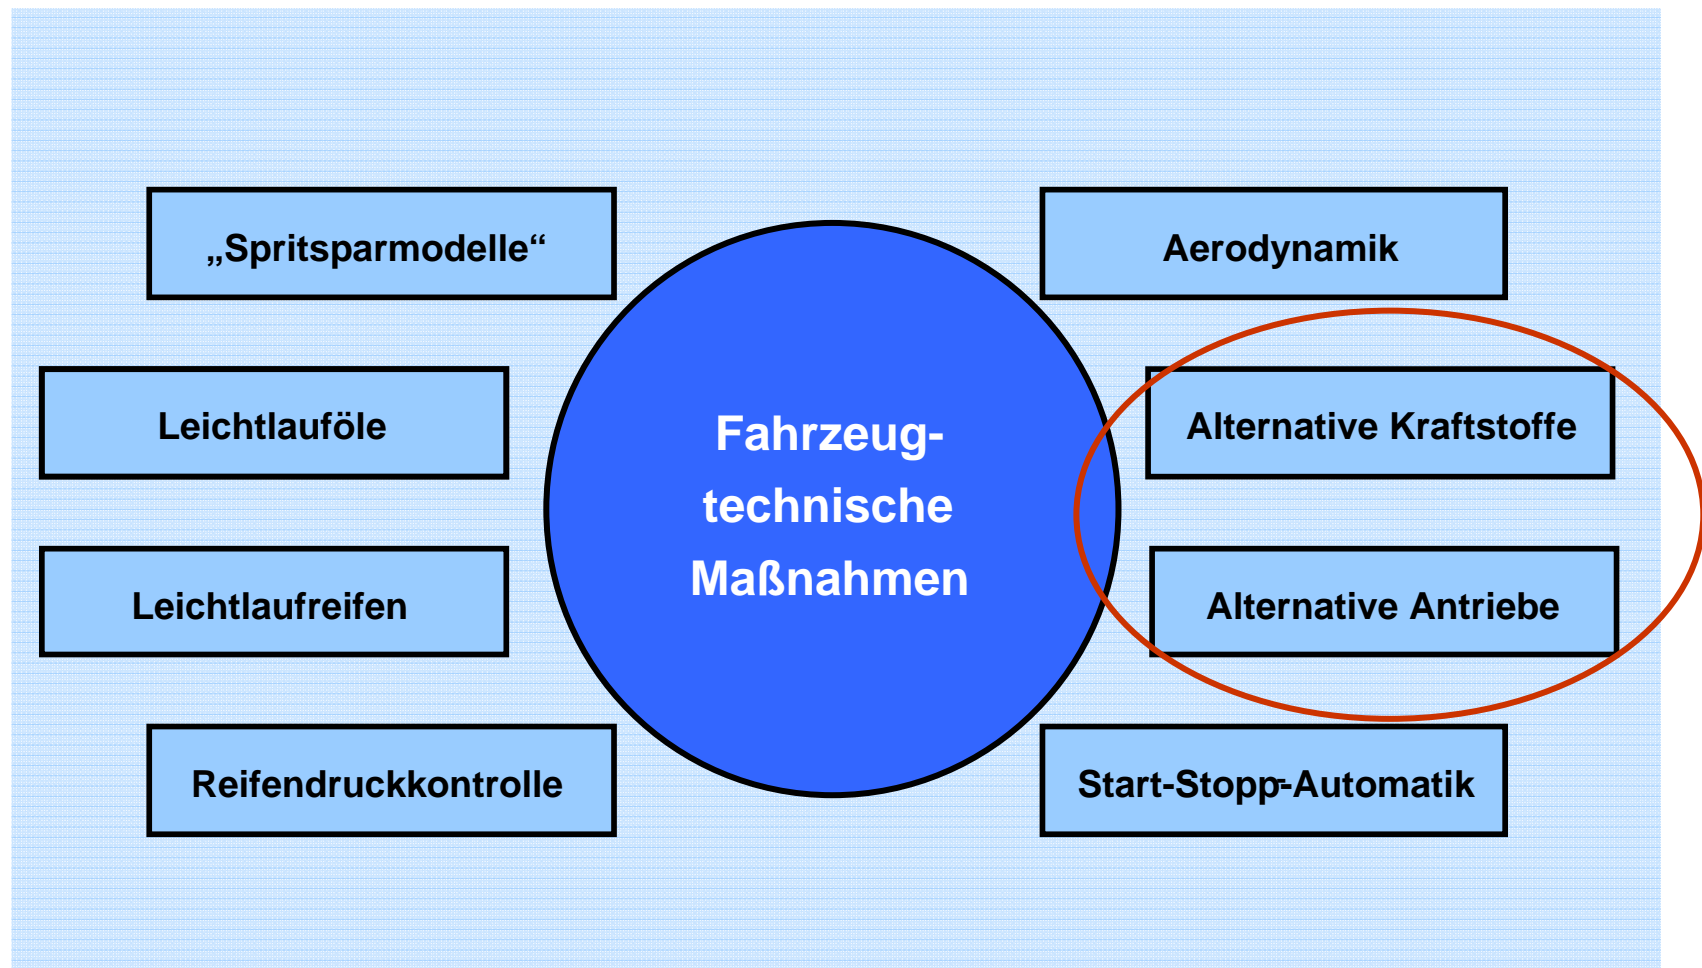 „Spritsparmodelle“
Leichtlauföle
Leichtlaufreifen
Reifendruckkontrolle
Fahrzeug-
technische
Maßnahmen
Aerodynamik
Alternative Kraftstoffe
Alternative Antriebe
Start-Stopp-Automatik